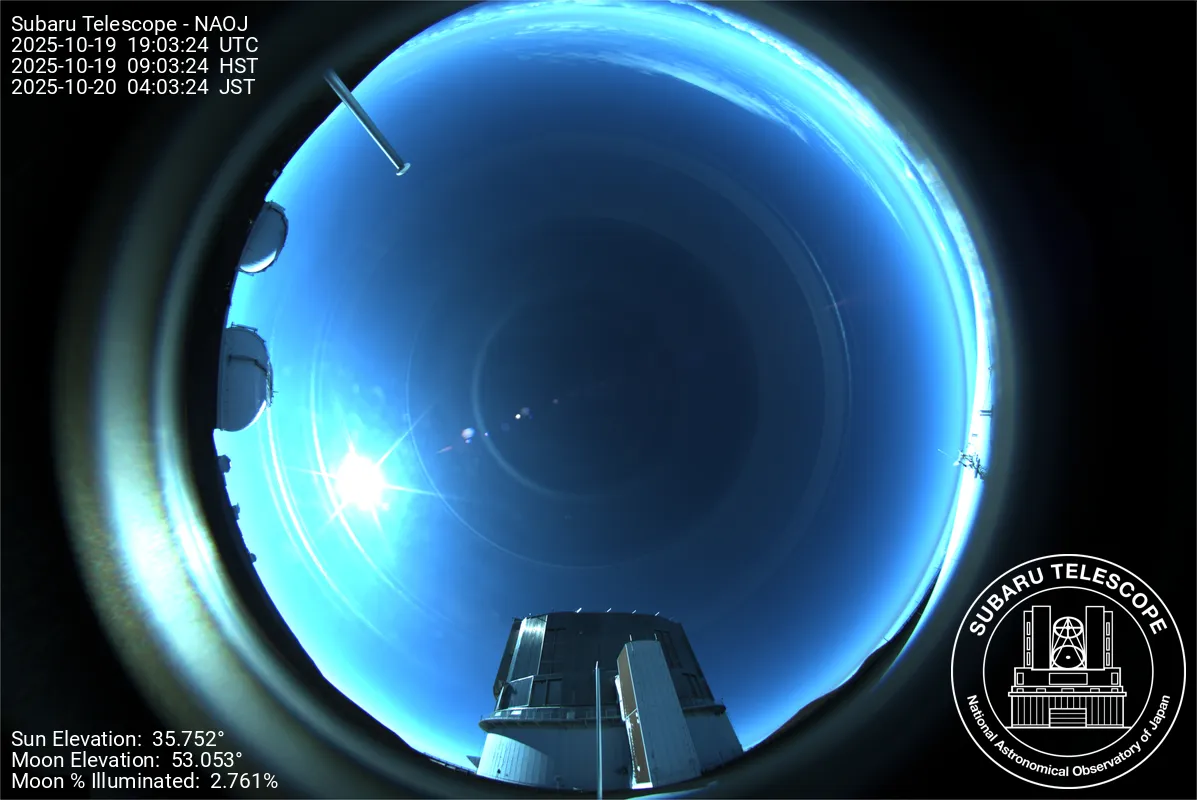 Subaru Telescope - NAOJ
2025-10-19 19:03:24 UTC
2025-10-19 09:03:24 HST
2025-10-20 04:03:24 JST
SUBARU TELESCOPE
National Astronomical Observatory of Japan
Sun Elevation: 35.752°
Moon Elevation: 53.053°
Moon % Illuminated: 2.761%